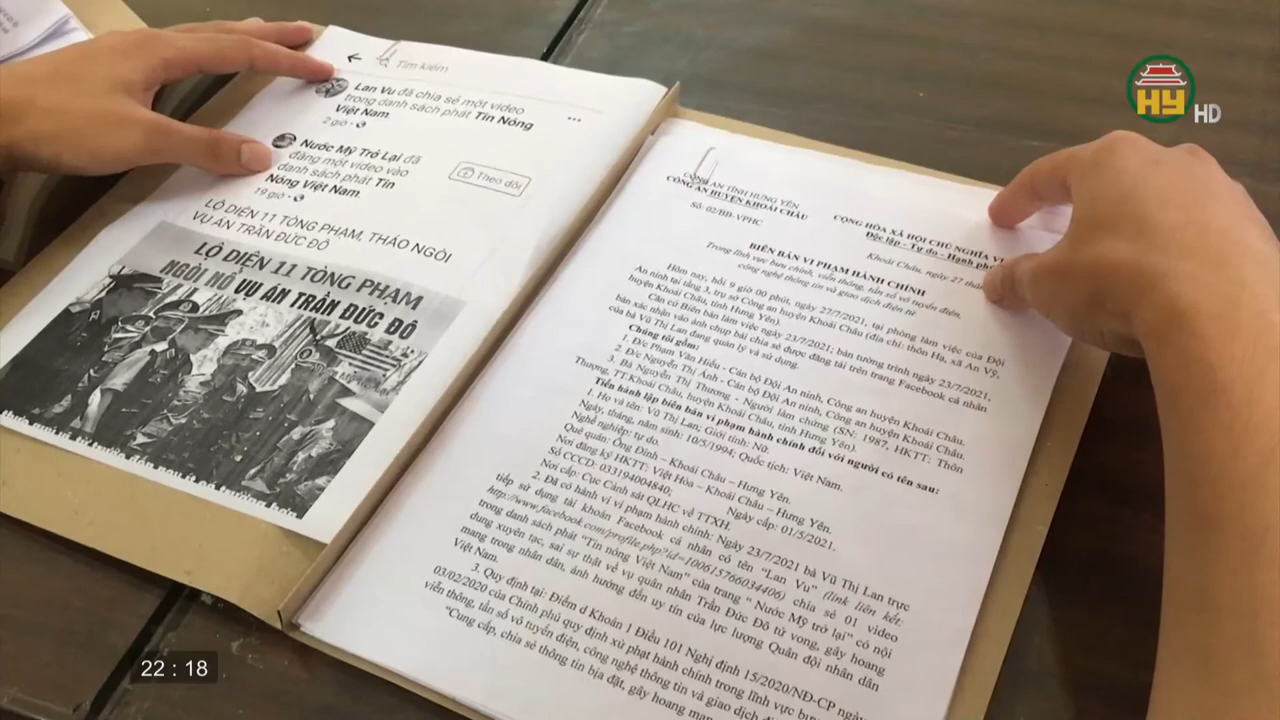 HY HD
Tìm kiếm
Lan Vu đã chia sẻ một video
trong danh sách phát Tin Nóng
Việt Nam.
2 giờ
Nước Mỹ Trở Lại đã
đăng một video vào
danh sách phát Tin
Nóng Việt Nam.
19 giờ
Theo dõi
LỘ DIỆN 11 TÒNG PHẠM, THÁO NGÒI
VỤ ÁN TRẦN ĐỨC ĐÔ
LỘ DIỆN 11 TÒNG PHẠM
NGÒI NỔ VỤ ÁN TRẦN ĐỨC ĐÔ
CÔNG AN TỈNH HƯNG YÊN
CÔNG AN HUYỆN KHOÁI CHÂU
Số: 02/BB-VPHC
CỘNG HÒA XÃ HỘI CHỦ NGHĨA VI
Độc lập - Tự do - Hạnh ph
Khoái Châu, ngày 27 thá
BIÊN BẢN VI PHẠM HÀNH CHÍNH
Trong lĩnh vực bưu chính, viễn thông, tần số vô tuyến điện,
công nghệ thông tin và giao dịch điện tử
Hôm nay, hồi 9 giờ 00 phút, ngày 27/7/2021, tại phòng làm việc của Đội
An ninh tại tầng 3, trụ sở Công an huyện Khoái Châu (địa chỉ: thôn Hạ, xã An Vỹ,
huyện Khoái Châu, tỉnh Hưng Yên).
Căn cứ Biên bản làm việc ngày 23/7/2021; bản tường trình ngày 23/7/2021,
bản xác nhận vào ảnh chụp bài chia sẻ được đăng tải trên trang Facebook cá nhân
của bà Vũ Thị Lan đang quản lý và sử dụng.
Chúng tôi gồm:
1. Đ/c Phạm Văn Hiếu - Cán bộ Đội An ninh, Công an huyện Khoái Châu.
2. Đ/c Nguyễn Thị Ánh - Cán bộ Đội An ninh, Công an huyện Khoái Châu.
3. Bà Nguyễn Thị Thương - Người làm chứng (SN: 1987, HKTT: Thôn
Thượng, TT.Khoái Châu, huyện Khoái Châu, tỉnh Hưng Yên).
Tiến hành lập biên bản vi phạm hành chính đối với người có tên sau:
1. Họ và tên: Vũ Thị Lan; Giới tính: Nữ.
Ngày, tháng, năm sinh: 10/5/1994; Quốc tịch: Việt Nam.
Nghề nghiệp: tự do.
Quê quán: Ông Đình – Khoái Châu – Hưng Yên.
Nơi đăng ký HKTT: Việt Hòa – Khoái Châu – Hưng Yên.
Số CCCD: 033194004840; Ngày cấp: 01/5/2021.
Nơi cấp: Cục Cảnh sát QLHC về TTXH.
2. Đã có hành vi vi phạm hành chính: Ngày 23/7/2021 bà Vũ Thị Lan trực
tiếp sử dụng tài khoản Facebook cá nhân có tên “Lan Vu” (link liên kết:
http://www.facebook.com/profile.php?id=100615766034406) chia sẻ 01 video
trong danh sách phát “Tin nóng Việt Nam” của trang “ Nước Mỹ trở lại” có nội
dung xuyên tạc, sai sự thật về vụ quân nhân Trần Đức Đô tử vong, gây hoang
mang trong nhân dân, ảnh hưởng đến uy tín của lực lượng Quân đội nhân dân
Việt Nam.
3. Quy định tại: Điểm d Khoản 1 Điều 101 Nghị định 15/2020/NĐ-CP ngày
03/02/2020 của Chính phủ quy định xử phạt hành chính trong lĩnh vực bưu
viễn thông, tần số vô tuyến điện, công nghệ thông tin và giao dịch đi
“Cung cấp, chia sẻ thông tin bịa đặt, gây hoang man
22 : 18